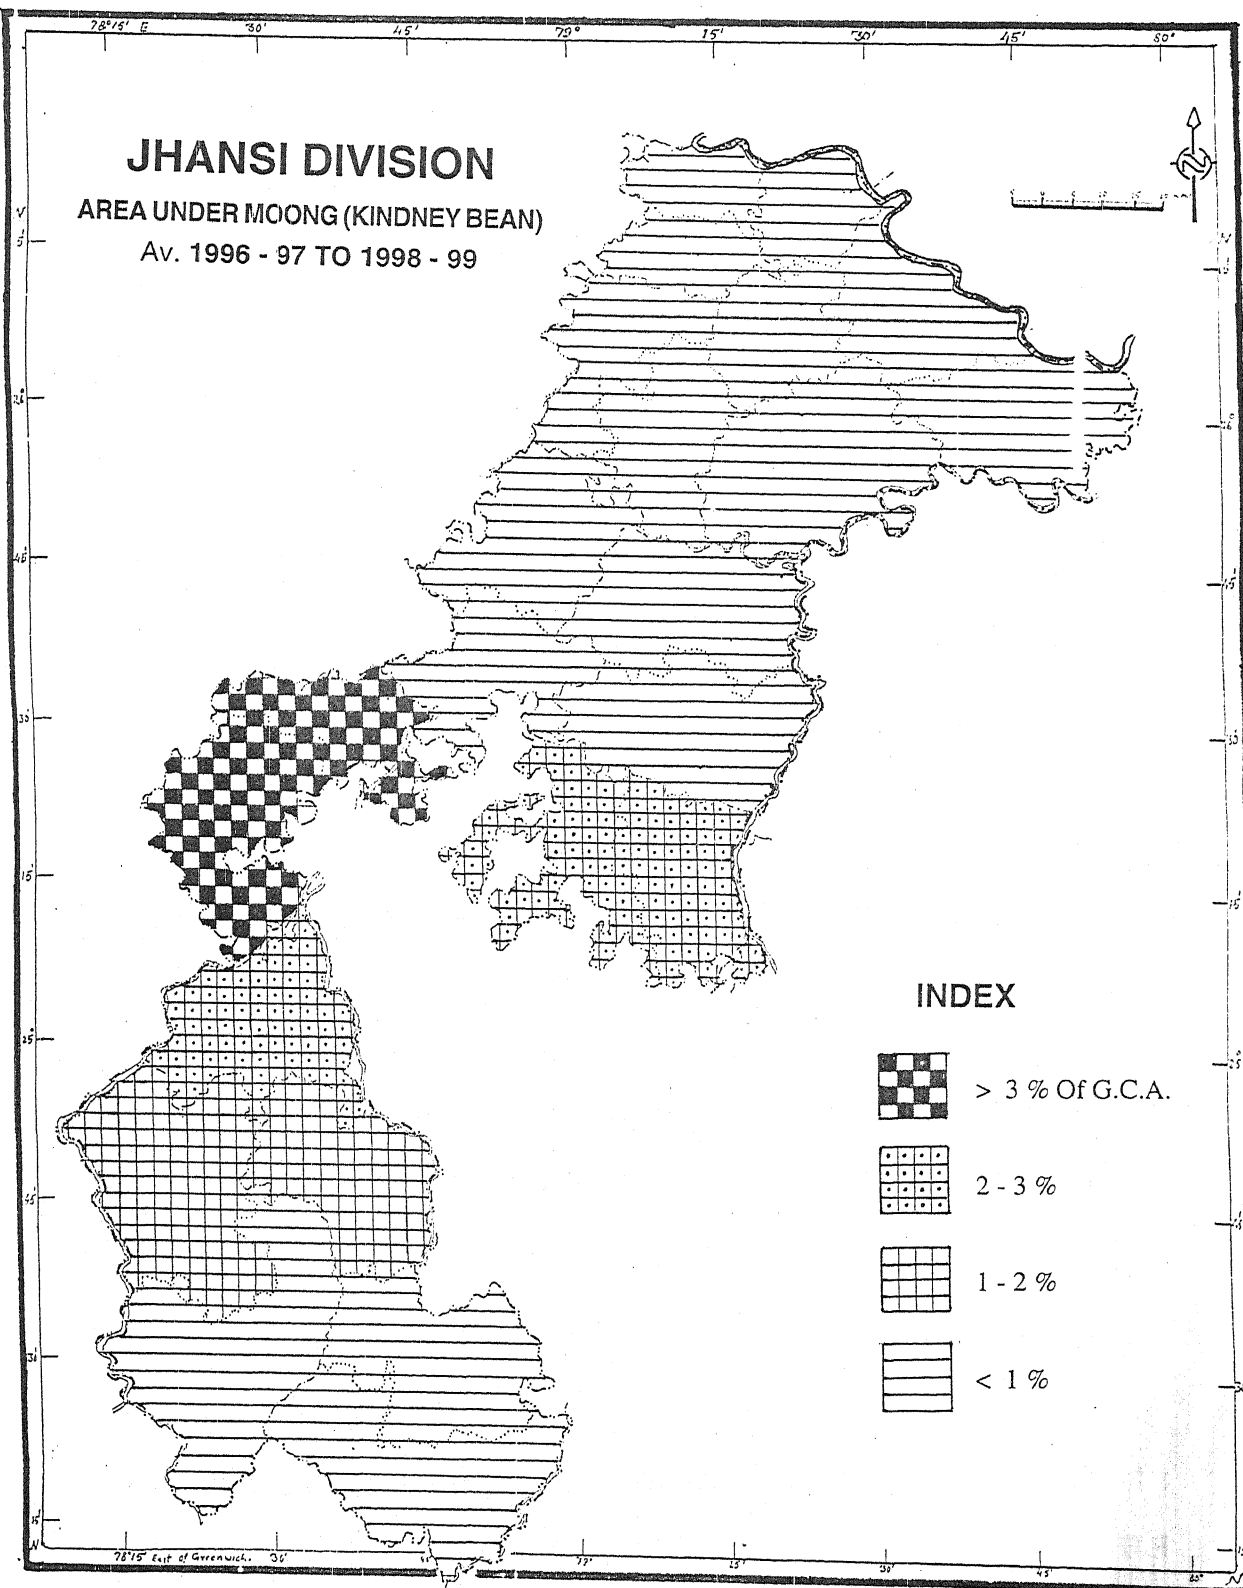 78°15' E 30' 45' 79° 15' 30' 45' 80°
JHANSI DIVISION
AREA UNDER MOONG (KINDNEY BEAN)
Av. 1996 - 97 TO 1998 - 99
INDEX
> 3 % Of G.C.A.
2 - 3 %
1 - 2 %
< 1 %
78°15' East of Greenwich. 30'